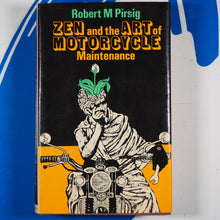 Robert M Pirsig
ZEN and the ART of
MOTORCYCLE
Maintenance